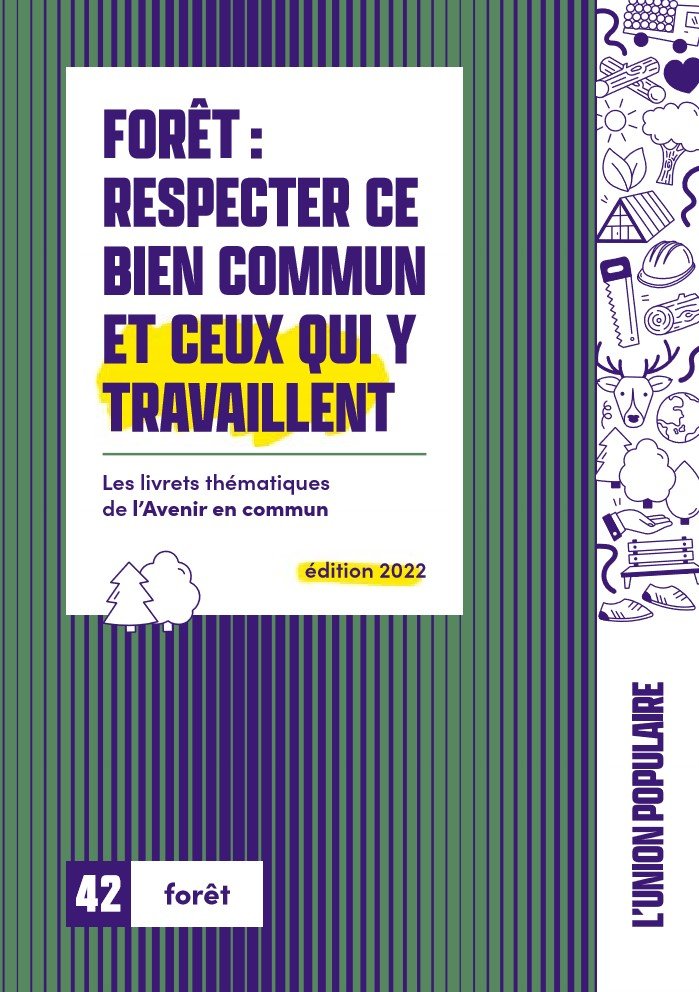 FORÊT :
RESPECTER CE
BIEN COMMUN
ET CEUX QUI Y
TRAVAILLENT
Les livrets thématiques
de l'Avenir en commun
édition 2022
42
forêt
L'UNION POPULAIRE